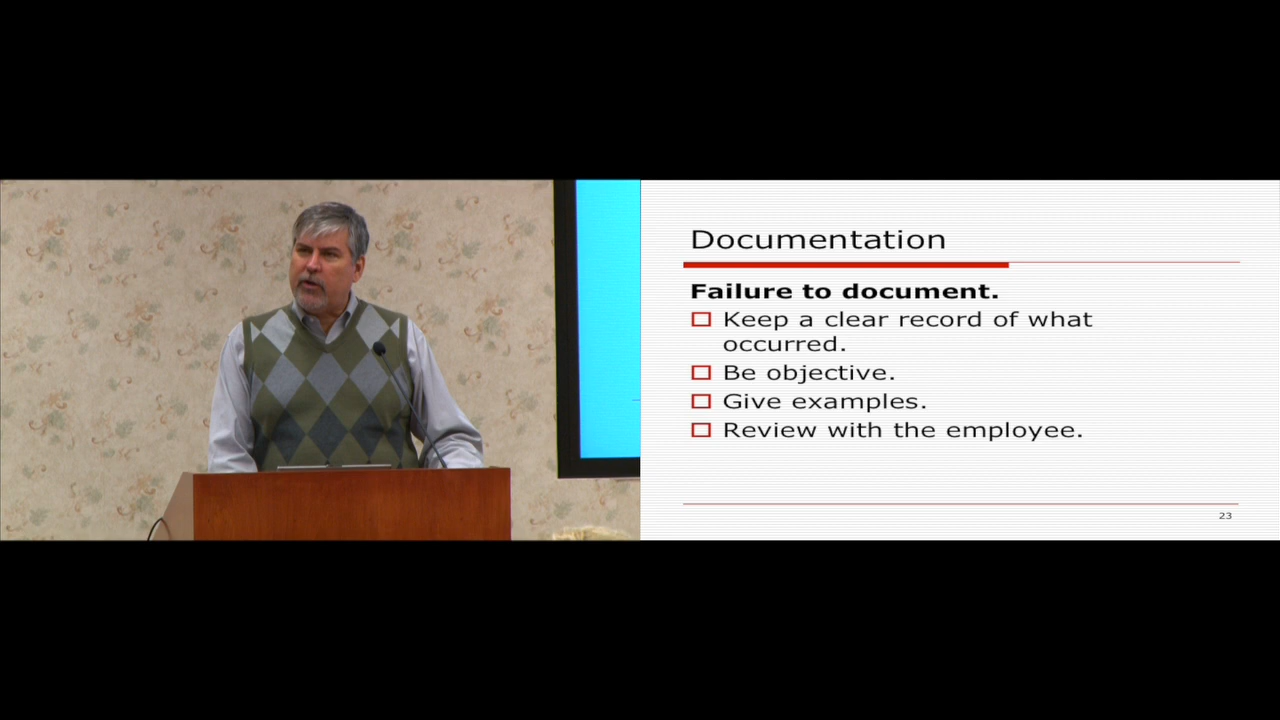 Documentation
Failure to document.
Keep a clear record of what
occurred.
Be objective.
Give examples.
Review with the employee.
23